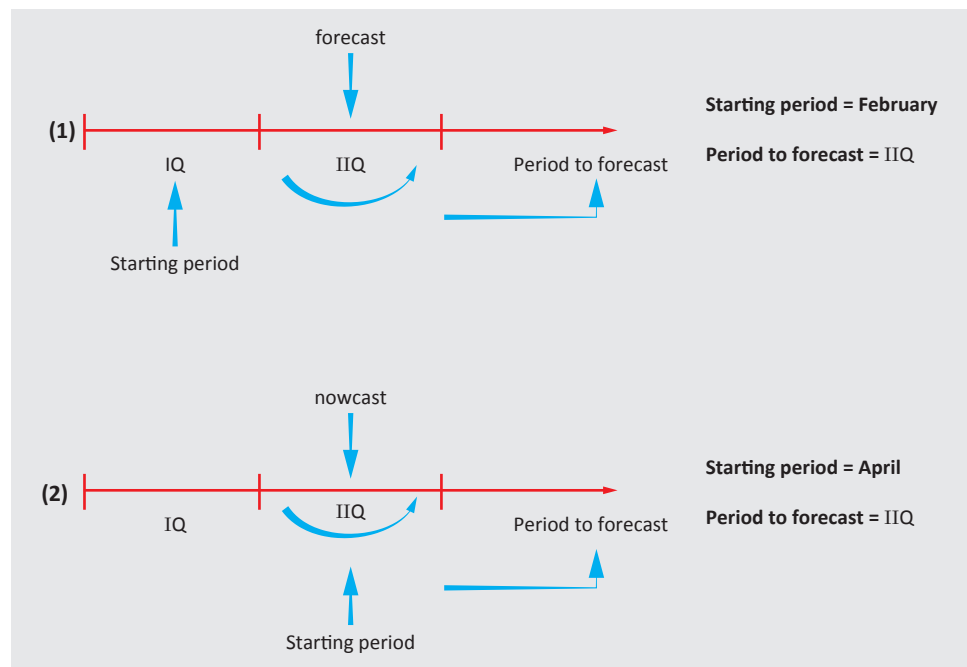 forecast
Starting period = February
(1)
IQ
IIQ
Period to forecast
Period to forecast = IIQ
Starting period
nowcast
Starting period = April
(2)
IQ
IIQ
Period to forecast
Period to forecast = IIQ
Starting period